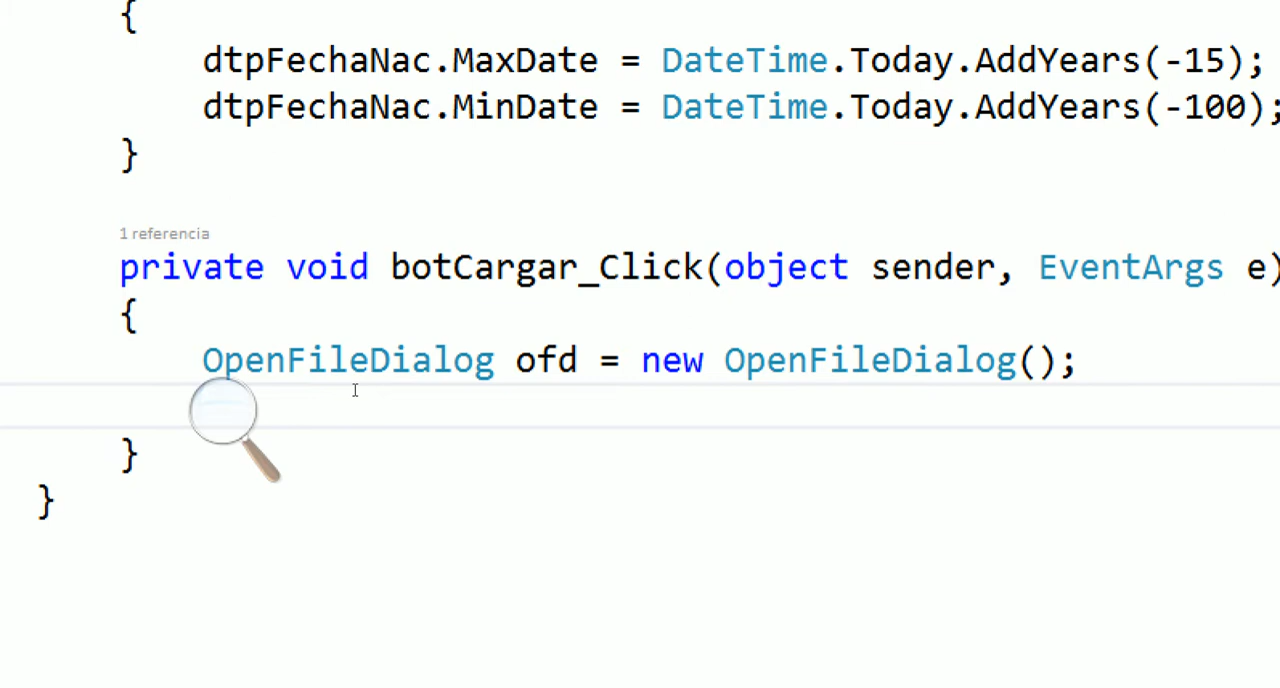 {
dtpFechaNac.MaxDate = DateTime.Today.AddYears(-15);
dtpFechaNac.MinDate = DateTime.Today.AddYears(-100);
}
1 referencia
private void botCargar_Click(object sender, EventArgs e)
{
OpenFileDialog ofd = new OpenFileDialog();
}
}